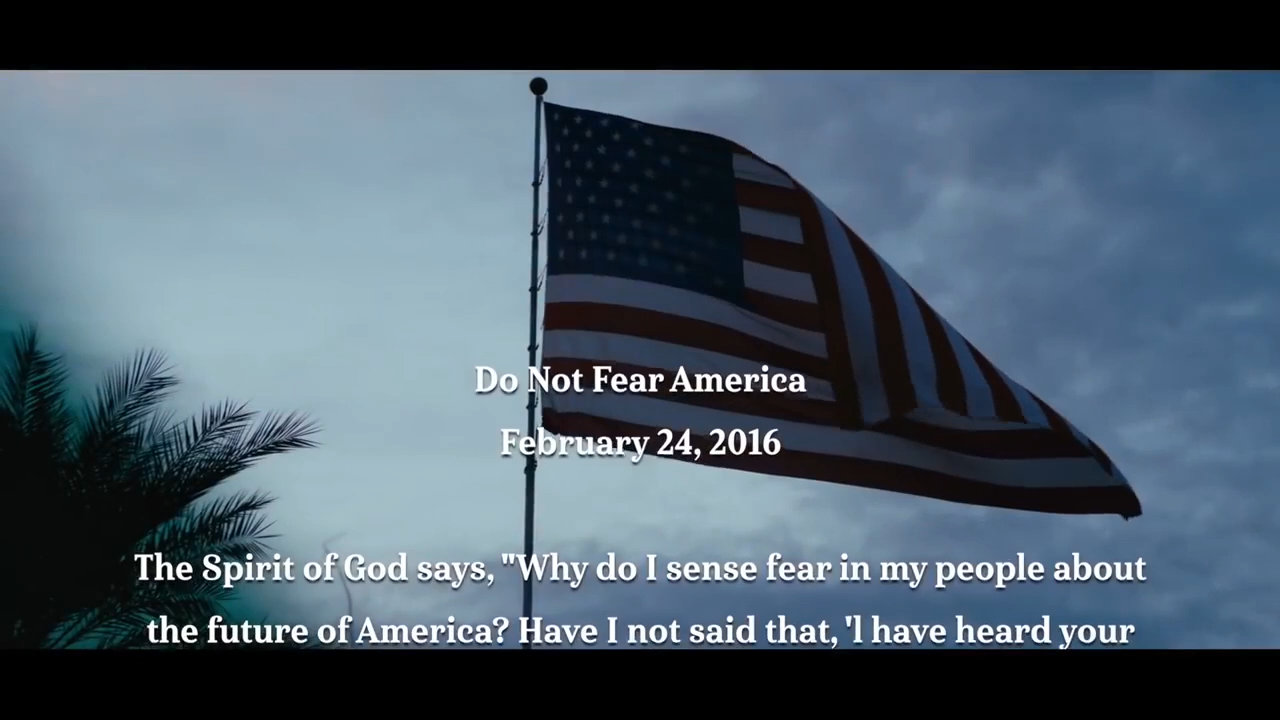 Do Not Fear America
February 24, 2016
The Spirit of God says, "Why do I sense fear in my people about
the future of America? Have I not said that, 'l have heard your